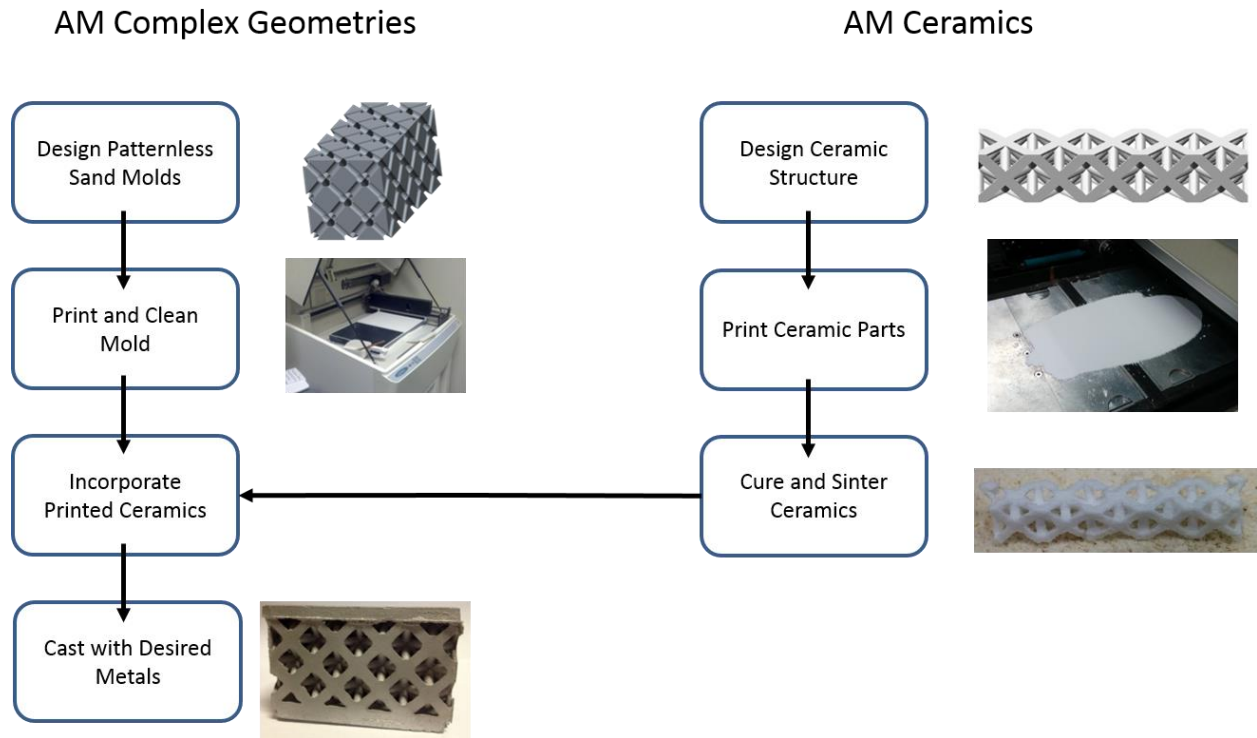 AM Complex Geometries
AM Ceramics
Design Patternless
Sand Molds
Design Ceramic
Structure
Print and Clean
Mold
Print Ceramic Parts
Incorporate
Printed Ceramics
Cure and Sinter
Ceramics
Cast with Desired
Metals